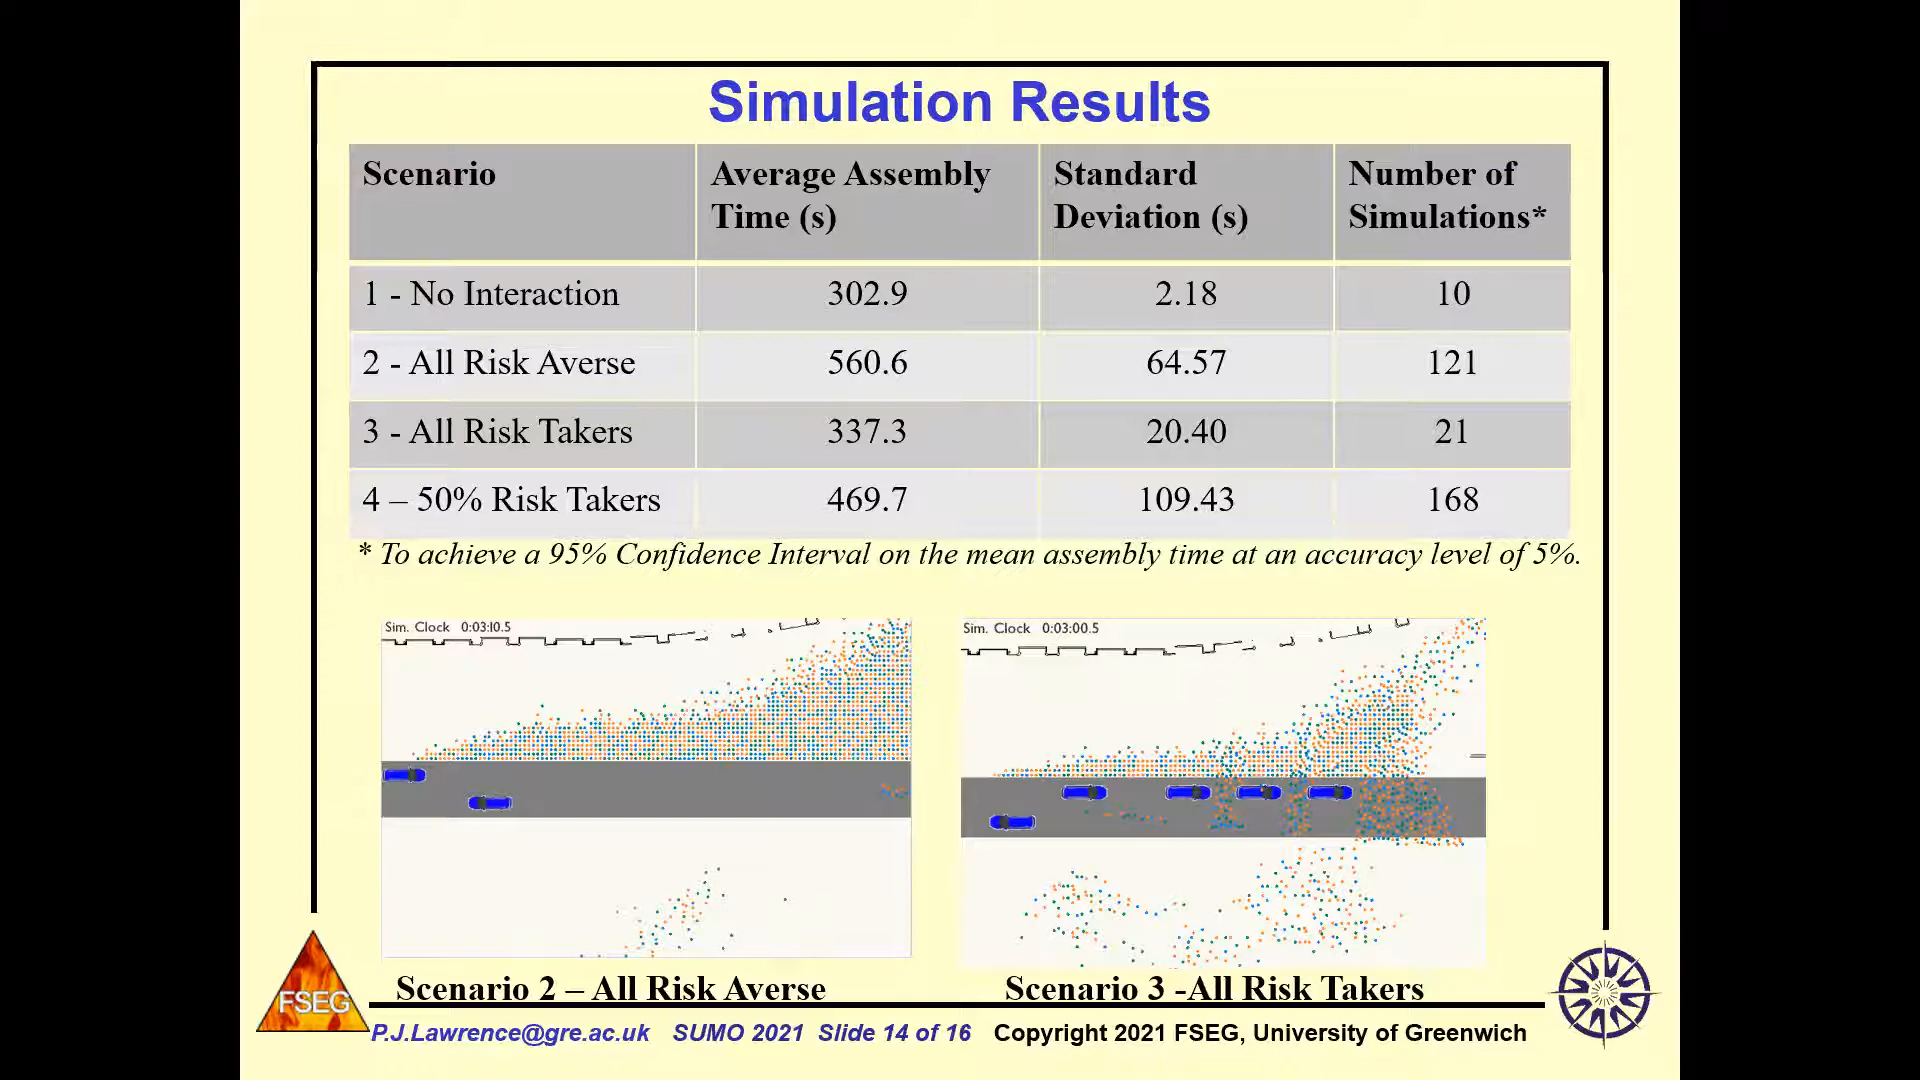 Simulation Results
Scenario
Average Assembly
Time (s)
Standard
Deviation (s)
Number of
Simulations*
1 - No Interaction
302.9
2.18
10
2 - All Risk Averse
560.6
64.57
121
3 - All Risk Takers
337.3
20.40
21
4 – 50% Risk Takers
469.7
109.43
168
* To achieve a 95% Confidence Interval on the mean assembly time at an accuracy level of 5%.
Sim. Clock 0:03:10.5
Sim. Clock 0:03:00.5
Scenario 2 – All Risk Averse
Scenario 3 -All Risk Takers
FSEG
P.J.Lawrence@gre.ac.uk SUMO 2021 Slide 14 of 16 Copyright 2021 FSEG, University of Greenwich